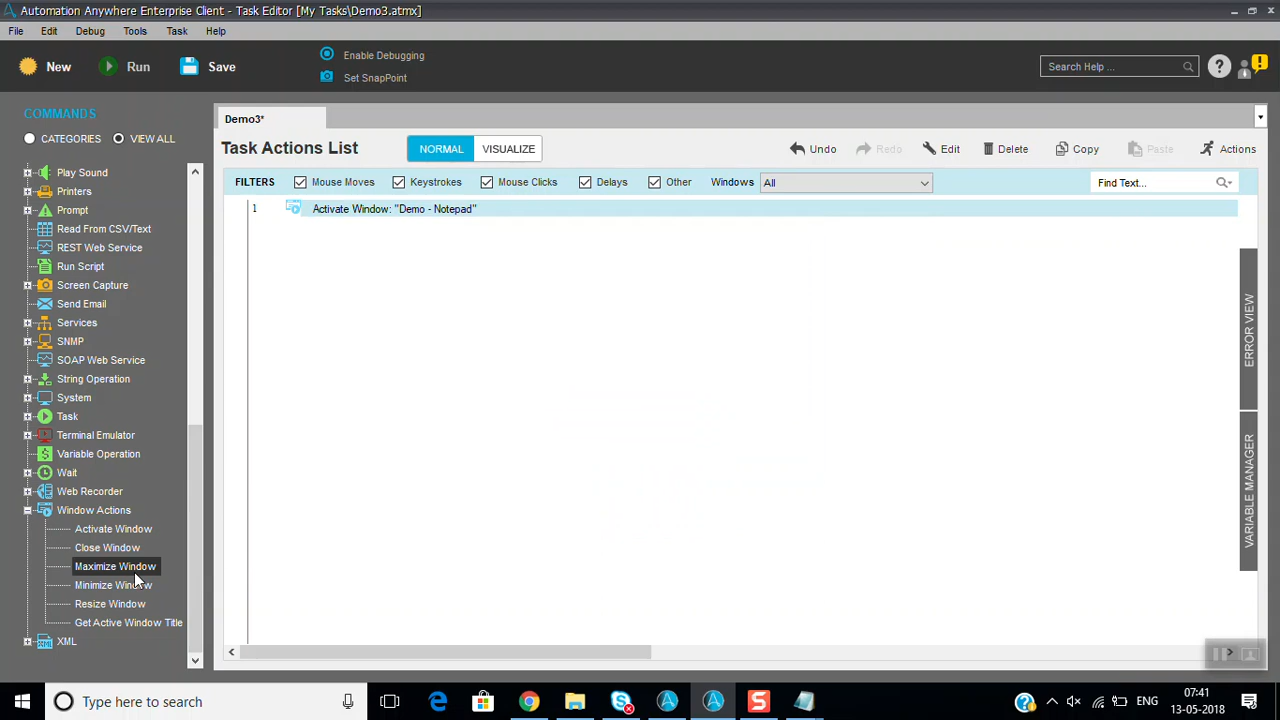 Automation Anywhere Enterprise Client - Task Editor [My Tasks\Demo3.atmx]
File Edit Debug Tools Task Help
New Run Save
Enable Debugging
Set SnapPoint
Search Help ...
COMMANDS
CATEGORIES VIEW ALL
Play Sound
Printers
Prompt
Read From CSV/Text
REST Web Service
Run Script
Screen Capture
Send Email
Services
SNMP
SOAP Web Service
String Operation
System
Task
Terminal Emulator
Variable Operation
Wait
Web Recorder
Window Actions
Activate Window
Close Window
Maximize Window
Minimize Window
Resize Window
Get Active Window Title
XML
Demo3*
Task Actions List NORMAL VISUALIZE Undo Redo Edit Delete Copy Paste Actions
FILTERS Mouse Moves Keystrokes Mouse Clicks Delays Other Windows All Find Text...
1 Activate Window: "Demo - Notepad"
ERROR VIEW
VARIABLE MANAGER
Type here to search
ENG
07:41
13-05-2018